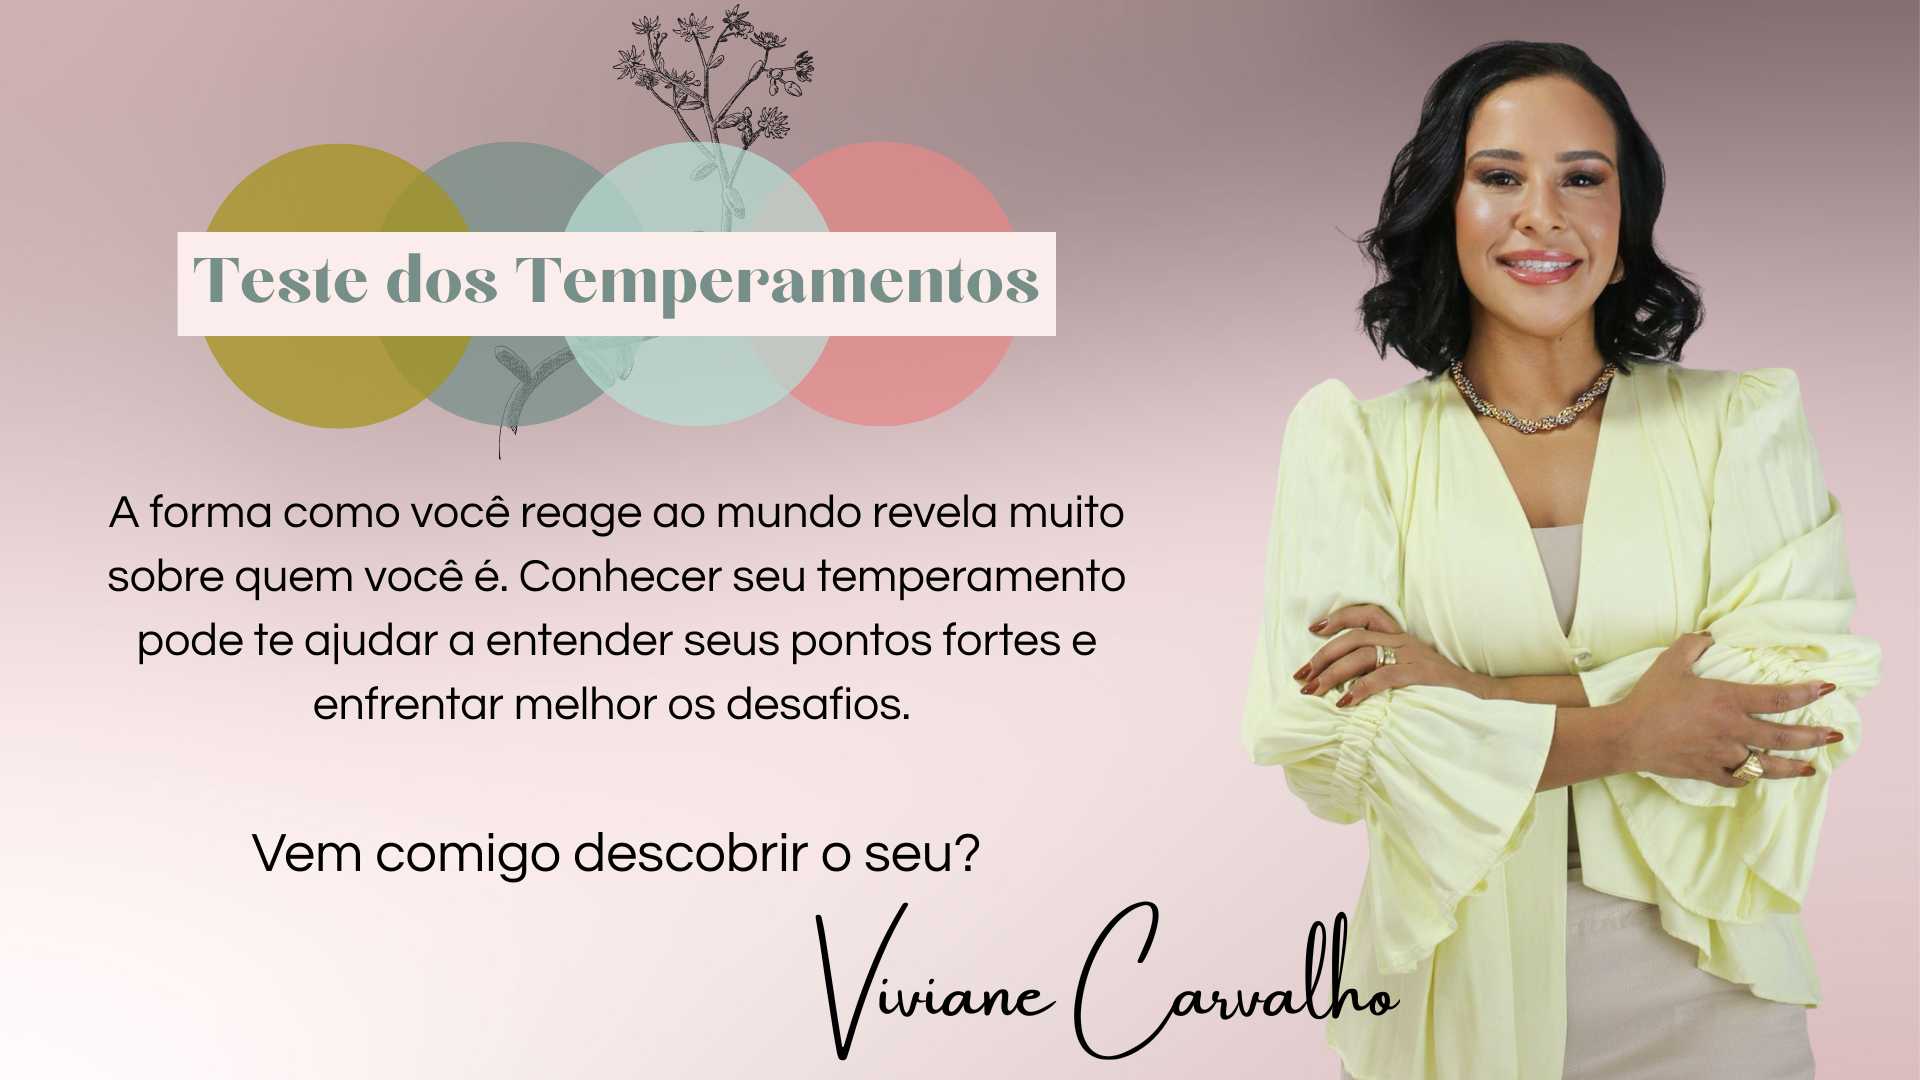 Teste dos Temperamentos
A forma como você reage ao mundo revela muito
sobre quem você é. Conhecer seu temperamento
pode te ajudar a entender seus pontos fortes e
enfrentar melhor os desafios.
Vem comigo descobrir o seu?
Viviane Carvalho